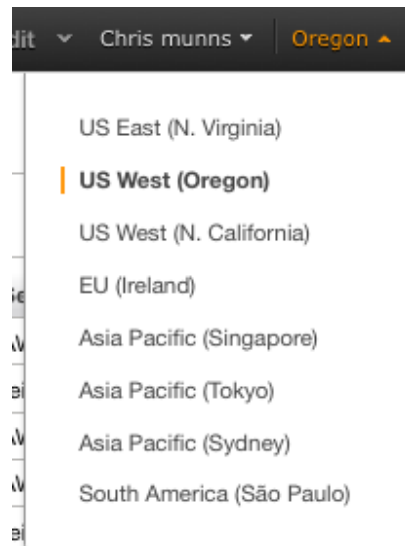 dit Chris munns Oregon
US East (N. Virginia)
US West (Oregon)
US West (N. California)
EU (Ireland)
Asia Pacific (Singapore)
Asia Pacific (Tokyo)
Asia Pacific (Sydney)
South America (São Paulo)